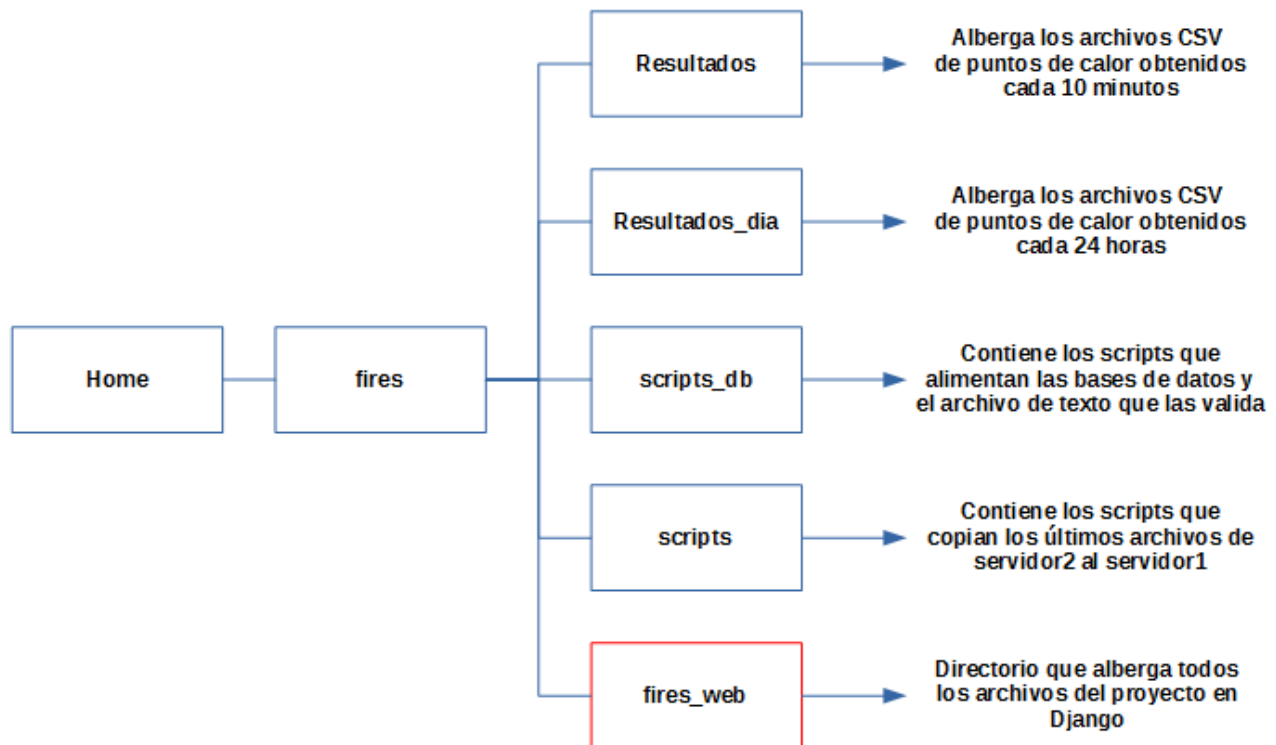 Resultados
Alberga los archivos CSV
de puntos de calor obtenidos
cada 10 minutos
Resultados_dia
Alberga los archivos CSV
de puntos de calor obtenidos
cada 24 horas
Home
fires
scripts_db
Contiene los scripts que
alimentan las bases de datos y
el archivo de texto que las valida
scripts
Contiene los scripts que
copian los últimos archivos de
servidor2 al servidor1
fires_web
Directorio que alberga todos
los archivos del proyecto en
Django